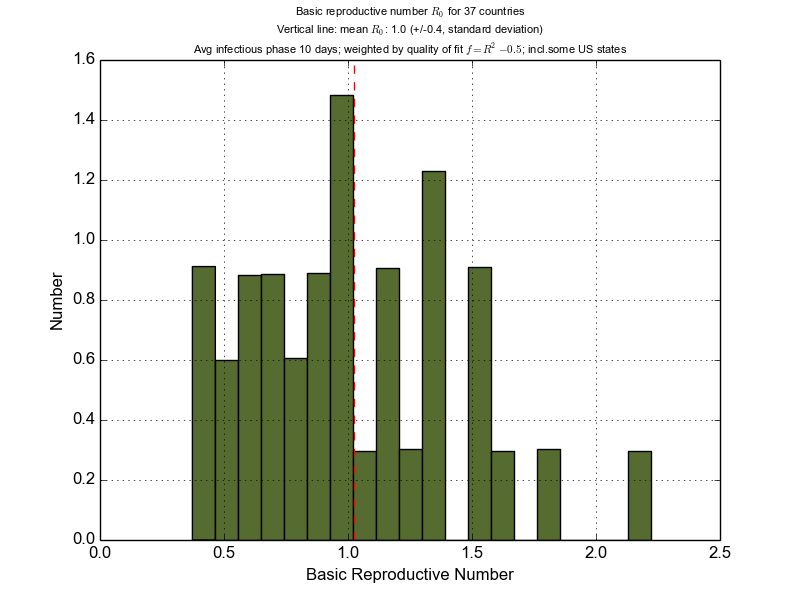 Basic reproductive number R₀ for 37 countries
Vertical line: mean R₀: 1.0 (+/-0.4, standard deviation)
Avg infectious phase 10 days; weighted by quality of fit f=R² −0.5; incl.some US states
1.6
1.4
1.2
1.0
0.8
0.6
0.4
0.2
0.0
Number
0.0 0.5 1.0 1.5 2.0 2.5
Basic Reproductive Number